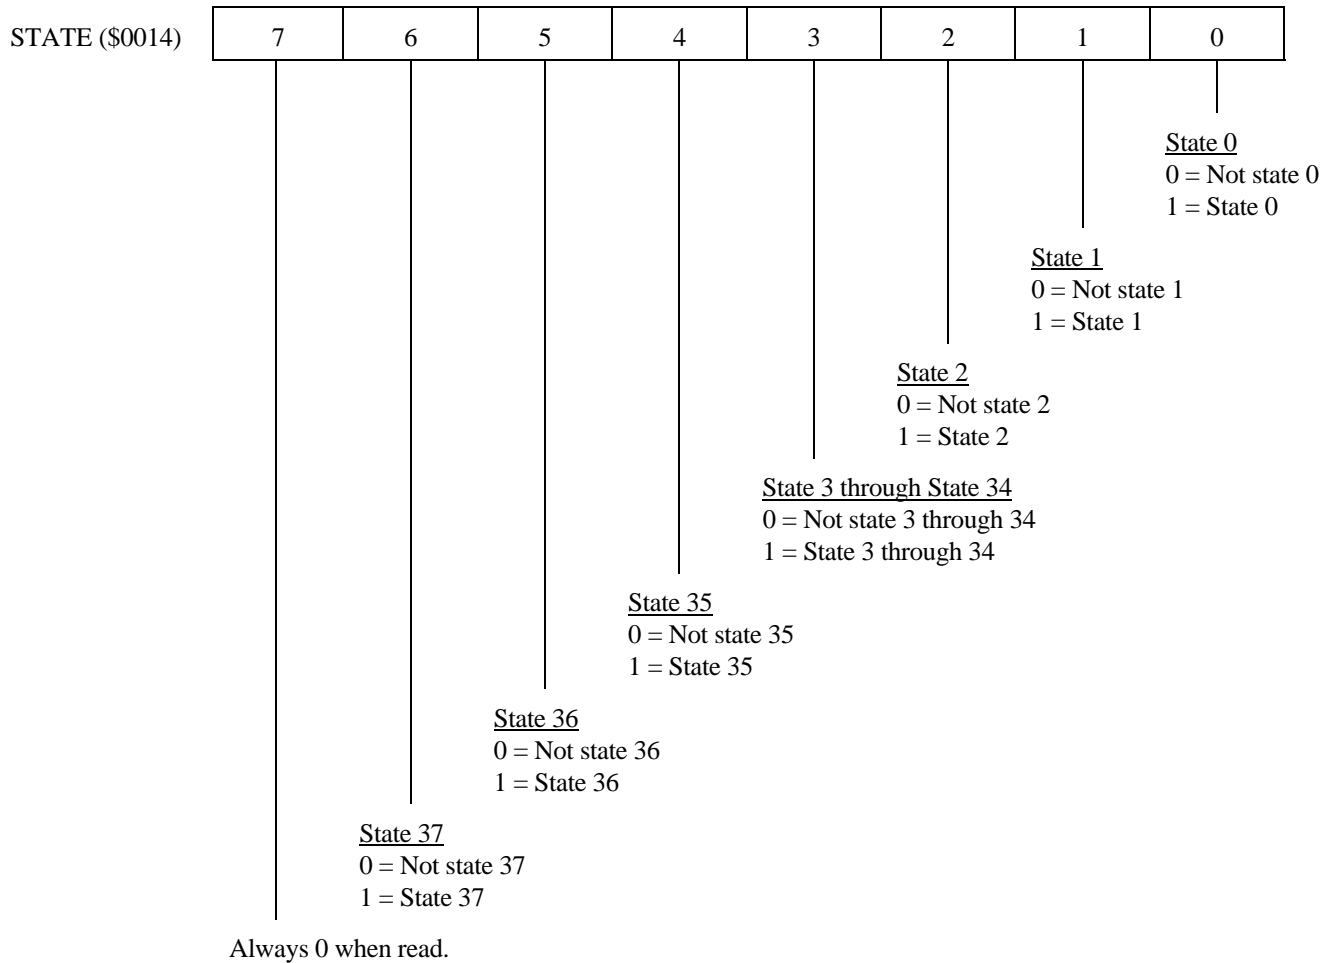 STATE ($0014) 7 6 5 4 3 2 1 0
State 0
0 = Not state 0
1 = State 0
State 1
0 = Not state 1
1 = State 1
State 2
0 = Not state 2
1 = State 2
State 3 through State 34
0 = Not state 3 through 34
1 = State 3 through 34
State 35
0 = Not state 35
1 = State 35
State 36
0 = Not state 36
1 = State 36
State 37
0 = Not state 37
1 = State 37
Always 0 when read.